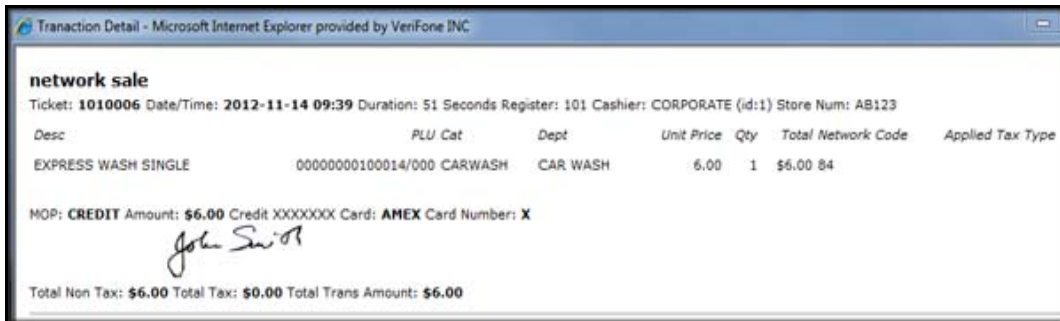 Tranaction Detail - Microsoft Internet Explorer provided by VeriFone INC
network sale
Ticket: 1010006 Date/Time: 2012-11-14 09:39 Duration: 51 Seconds Register: 101 Cashier: CORPORATE (id:1) Store Num: AB123
Desc PLU Cat Dept Unit Price Qty Total Network Code Applied Tax Type
EXPRESS WASH SINGLE 00000000100014/000 CARWASH CAR WASH 6.00 1 $6.00 84
MOP: CREDIT Amount: $6.00 Credit XXXXXXX Card: AMEX Card Number: X
John Smith
Total Non Tax: $6.00 Total Tax: $0.00 Total Trans Amount: $6.00